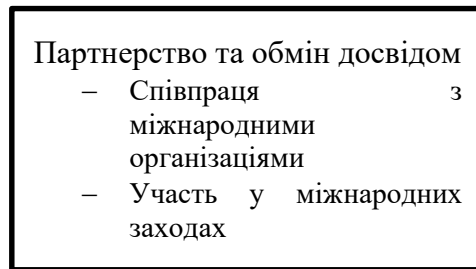 Партнерство та обмін досвідом
– Співпраця з
міжнародними
організаціями
– Участь у міжнародних
заходах